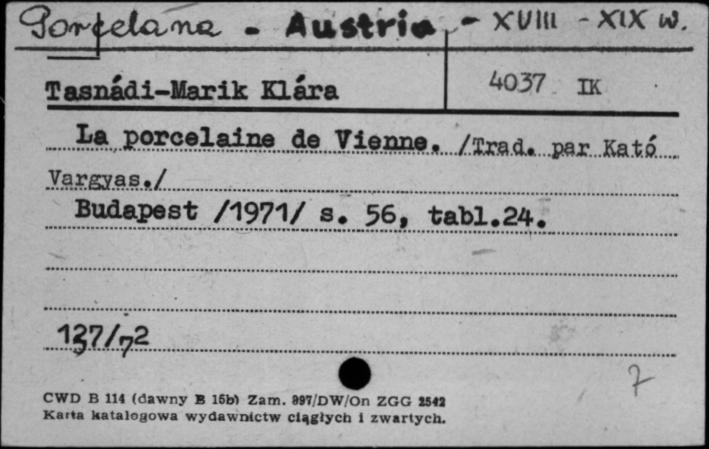 Porcelana - Austria - XVIII - XIX w.
Tasnádi-Marik Klára
4037 IK
La porcelaine de Vienne. /Trad. par Kató
Vargyas./
Budapest /1971/ s. 56, tabl.24.
137/72
7
CWD B 114 (dawny B 15b) Zam. 997/DW/On ZGG 2542
Karta katalogowa wydawnictw ciągłych i zwartych.